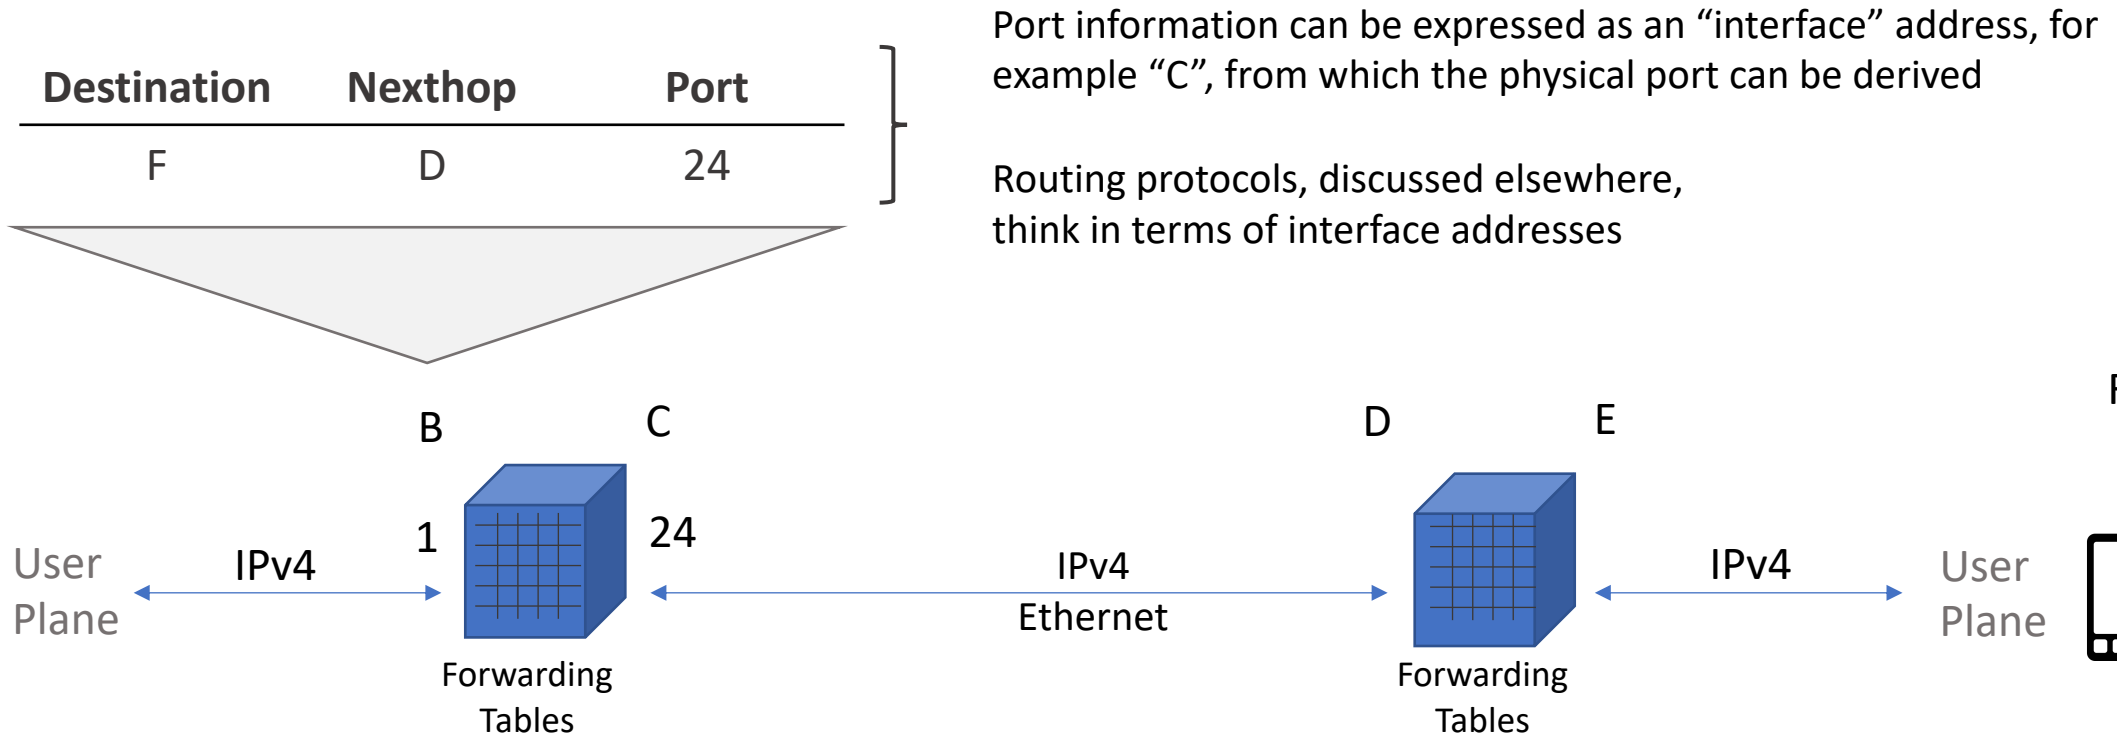 Port information can be expressed as an “interface” address, for
example “C”, from which the physical port can be derived
Destination Nexthop Port
F D 24
Routing protocols, discussed elsewhere,
think in terms of interface addresses
B C D E
1 24
User
Plane
IPv4
IPv4
Ethernet
IPv4
User
Plane
Forwarding
Tables
Forwarding
Tables